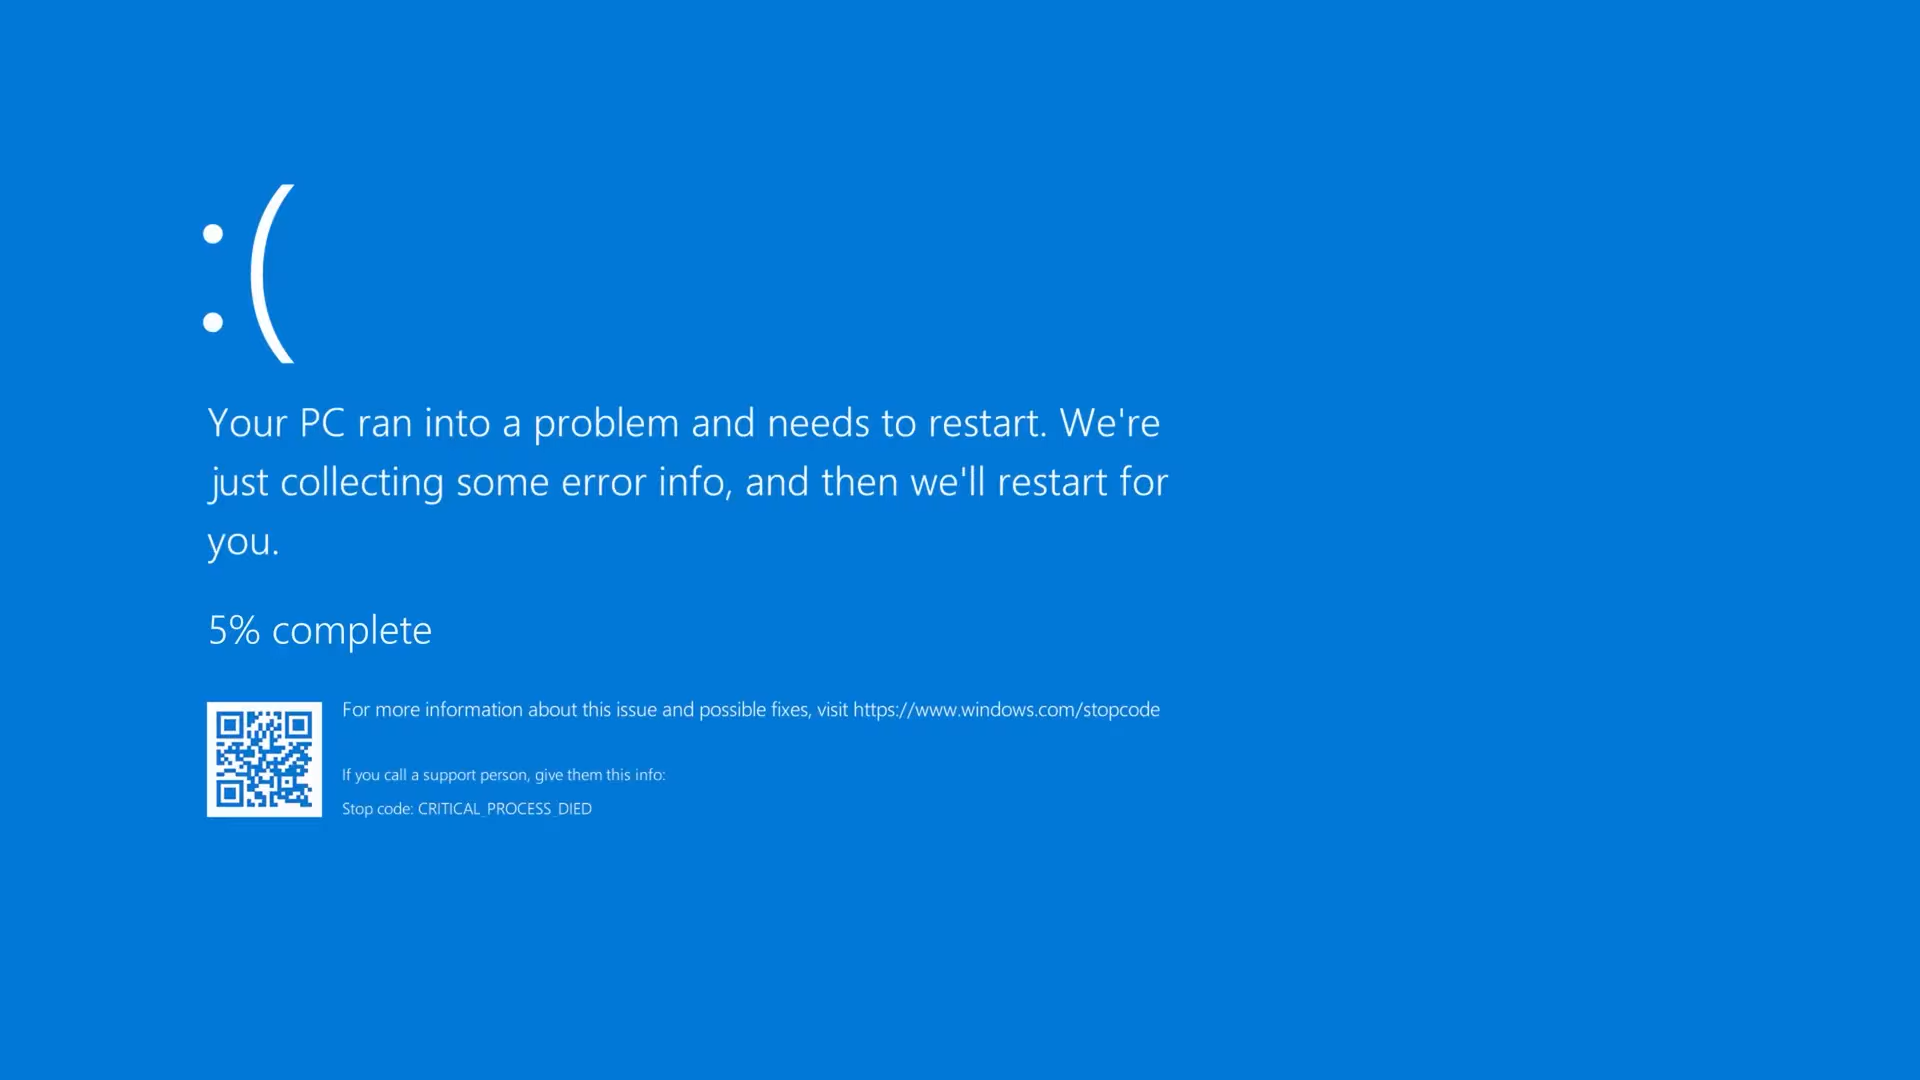 :(
Your PC ran into a problem and needs to restart. We're
just collecting some error info, and then we'll restart for
you.
5% complete
For more information about this issue and possible fixes, visit https://www.windows.com/stopcode
If you call a support person, give them this info:
Stop code: CRITICAL_PROCESS_DIED